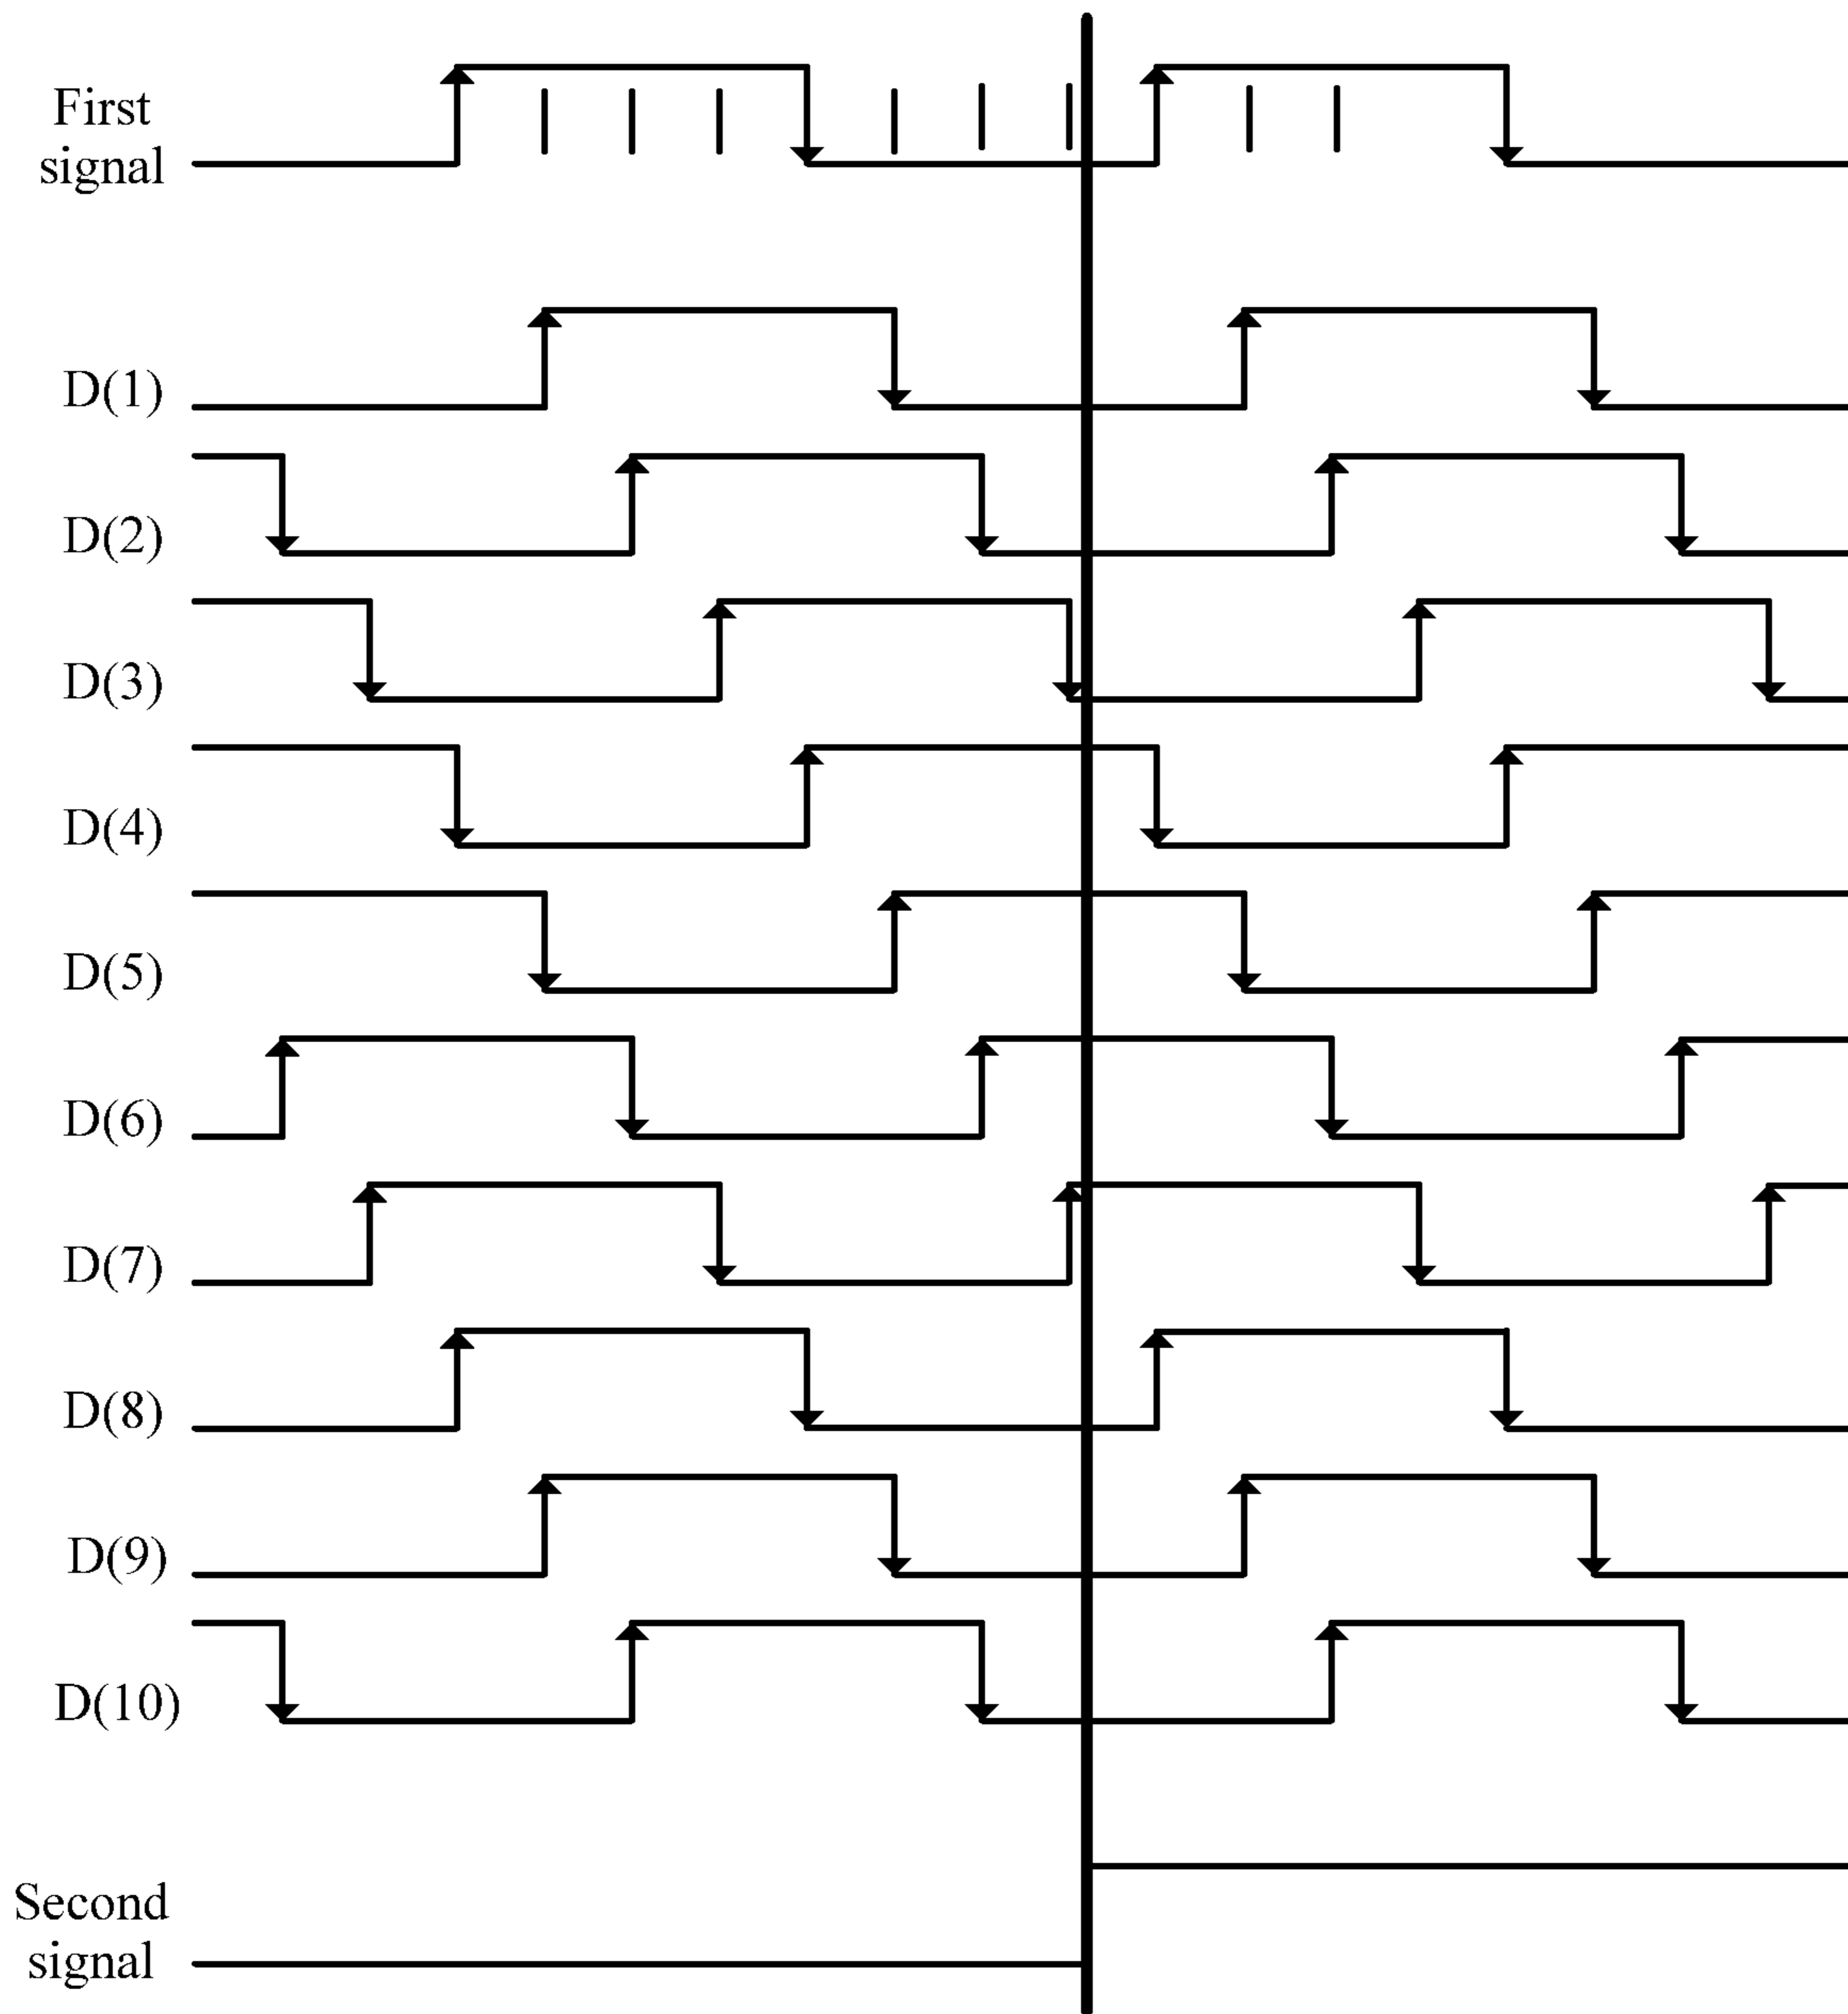 First
signal
D(1)
D(2)
D(3)
D(4)
D(5)
D(6)
D(7)
D(8)
D(9)
D(10)
Second
signal